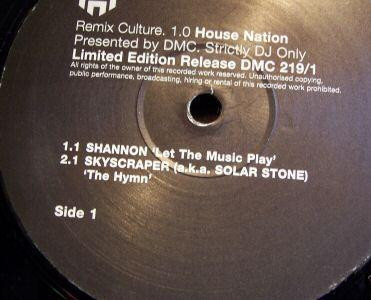 Remix Culture. 1.0 House Nation
Presented by DMC. Strictly DJ Only
Limited Edition Release DMC 219/1
All rights of the owner of this recorded work reserved. Unauthorised copying,
public performance, broadcasting, hiring or rental of this recorded work prohibited.
1.1 SHANNON 'Let The Music Play'
2.1 SKYSCRAPER (a.k.a. SOLAR STONE)
'The Hymn'
Side 1